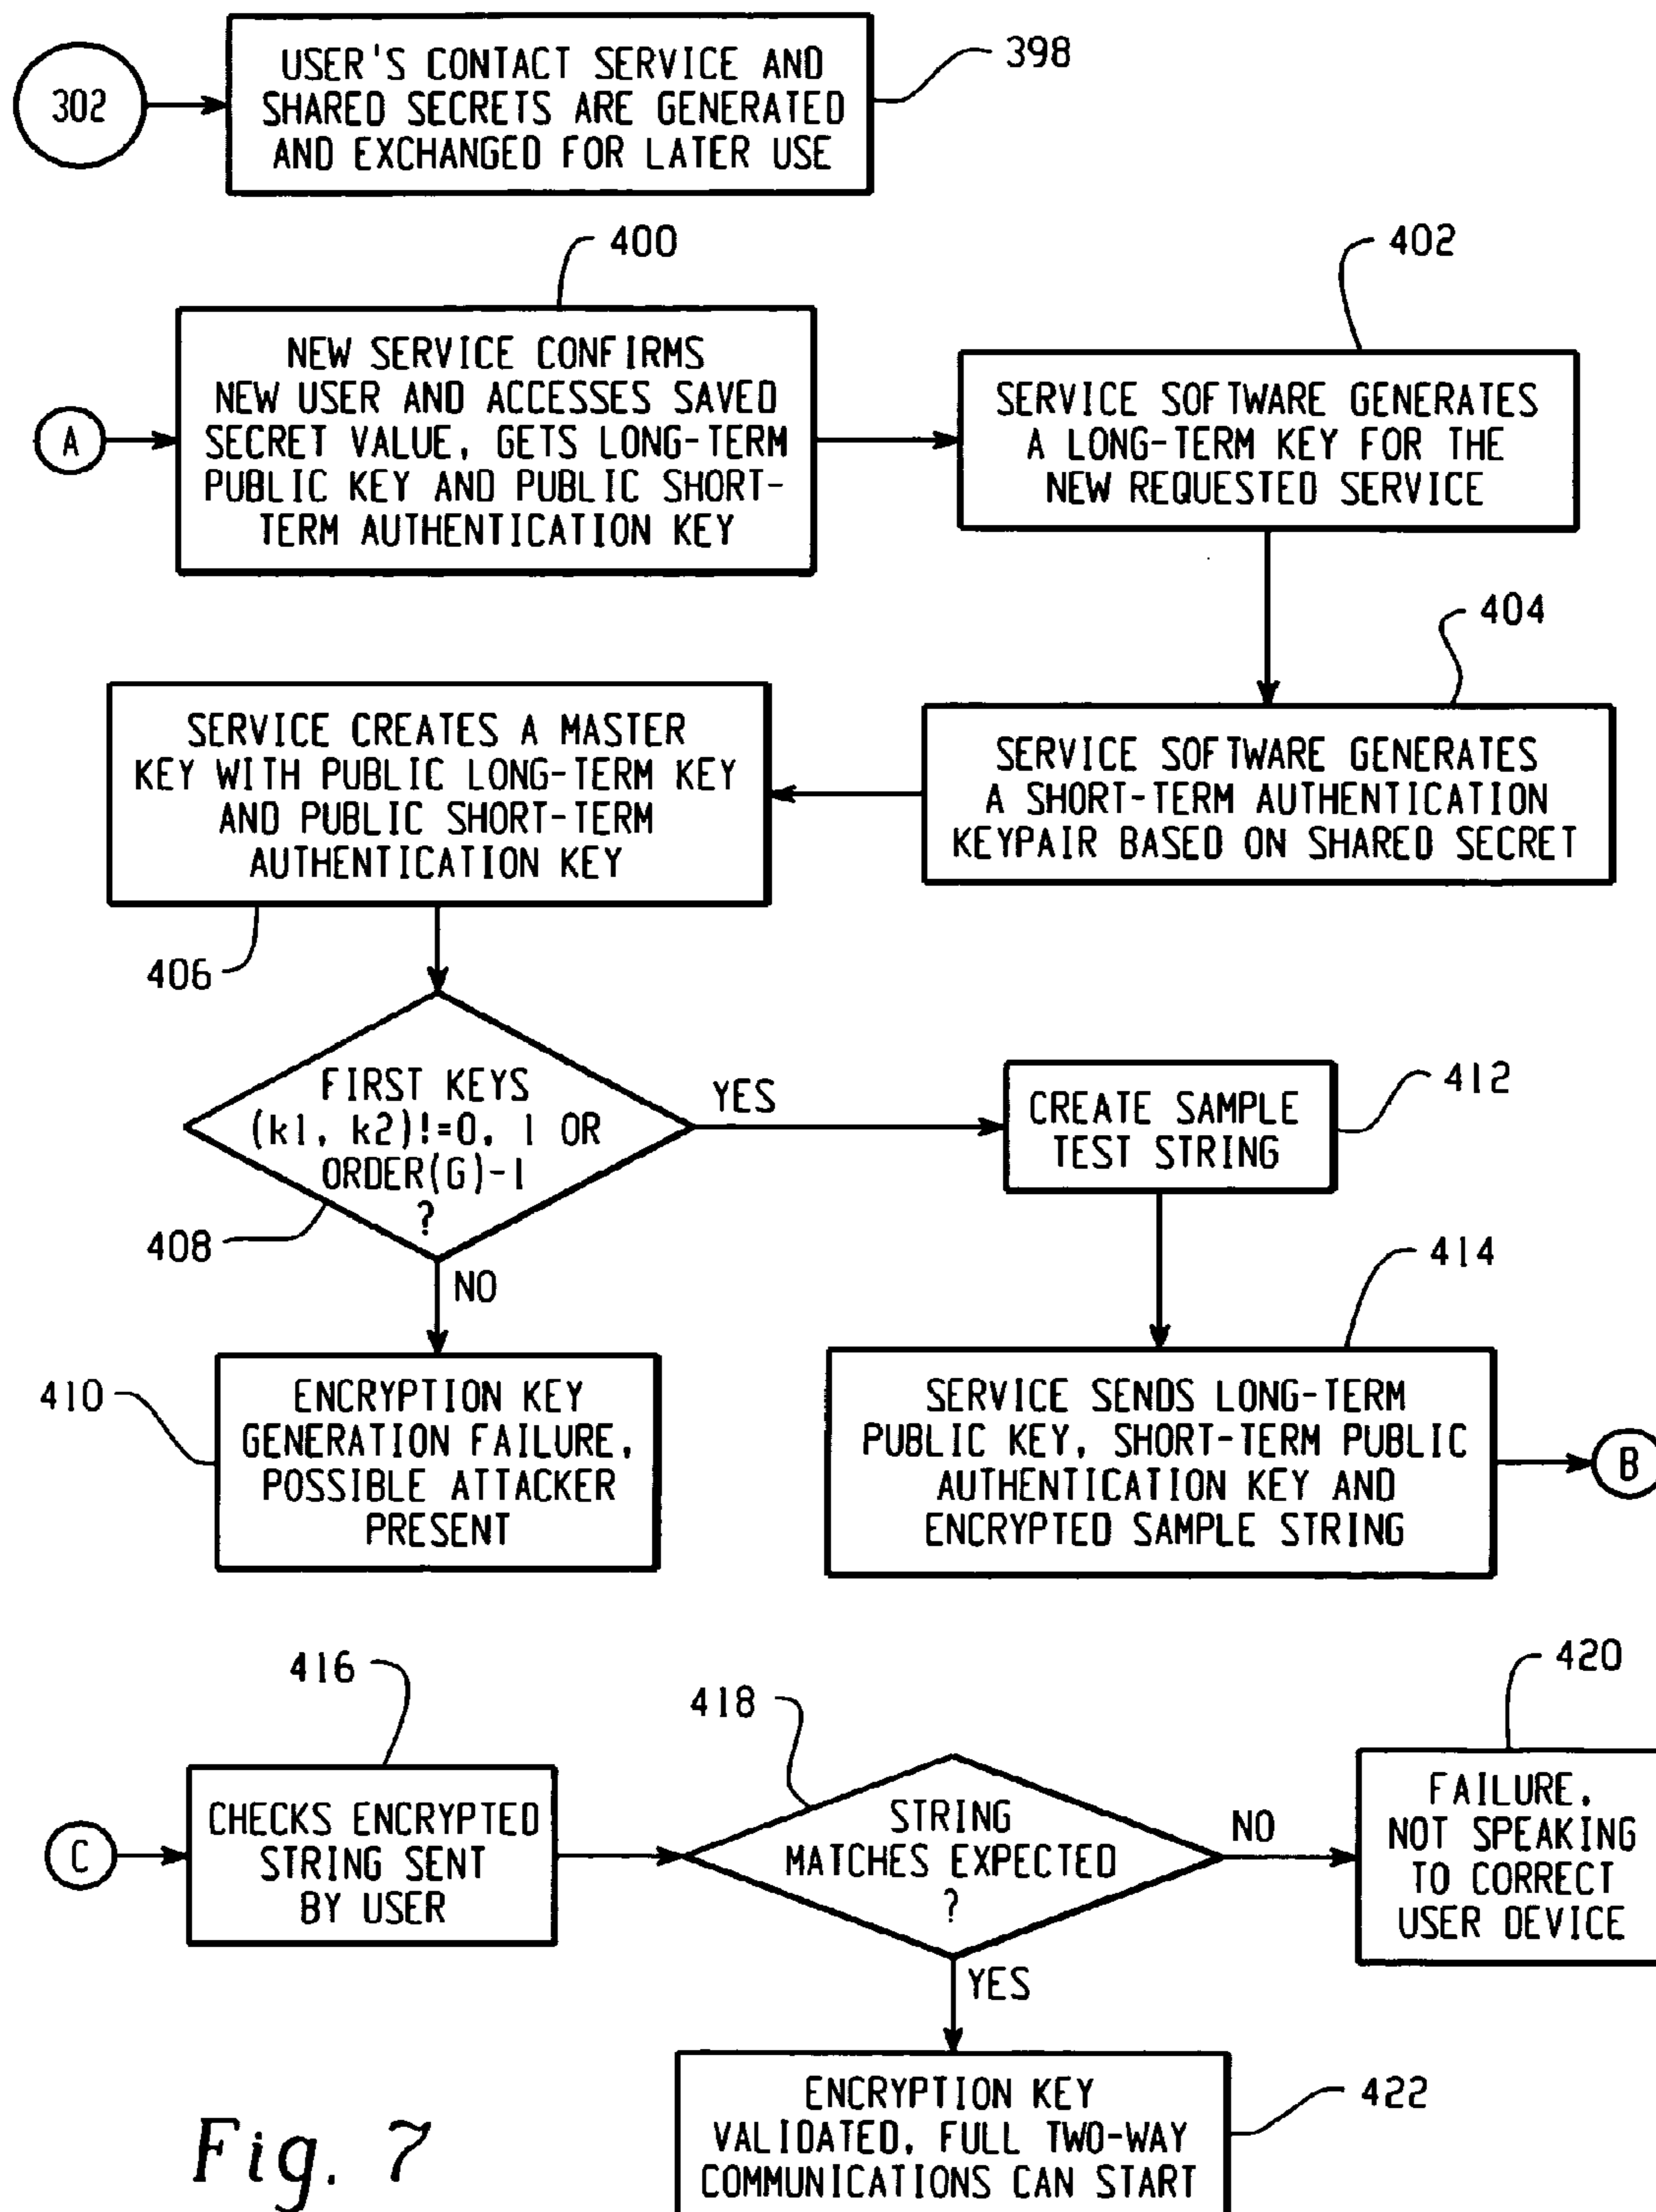 302
USER'S CONTACT SERVICE AND
SHARED SECRETS ARE GENERATED
AND EXCHANGED FOR LATER USE
398
400
402
A
NEW SERVICE CONFIRMS
NEW USER AND ACCESSES SAVED
SECRET VALUE, GETS LONG-TERM
PUBLIC KEY AND PUBLIC SHORT-
TERM AUTHENTICATION KEY
SERVICE SOFTWARE GENERATES
A LONG-TERM KEY FOR THE
NEW REQUESTED SERVICE
404
SERVICE SOFTWARE GENERATES
A SHORT-TERM AUTHENTICATION
KEYPAIR BASED ON SHARED SECRET
SERVICE CREATES A MASTER
KEY WITH PUBLIC LONG-TERM KEY
AND PUBLIC SHORT-TERM
AUTHENTICATION KEY
406
FIRST KEYS
(k1, k2)!=0, 1 OR
ORDER(G)-1
?
408
YES
NO
CREATE SAMPLE
TEST STRING
412
410
ENCRYPTION KEY
GENERATION FAILURE,
POSSIBLE ATTACKER
PRESENT
414
SERVICE SENDS LONG-TERM
PUBLIC KEY, SHORT-TERM PUBLIC
AUTHENTICATION KEY AND
ENCRYPTED SAMPLE STRING
B
416
418
420
C
CHECKS ENCRYPTED
STRING SENT
BY USER
STRING
MATCHES EXPECTED
?
NO
FAILURE,
NOT SPEAKING
TO CORRECT
USER DEVICE
YES
ENCRYPTION KEY
VALIDATED, FULL TWO-WAY
COMMUNICATIONS CAN START
422
Fig. 7